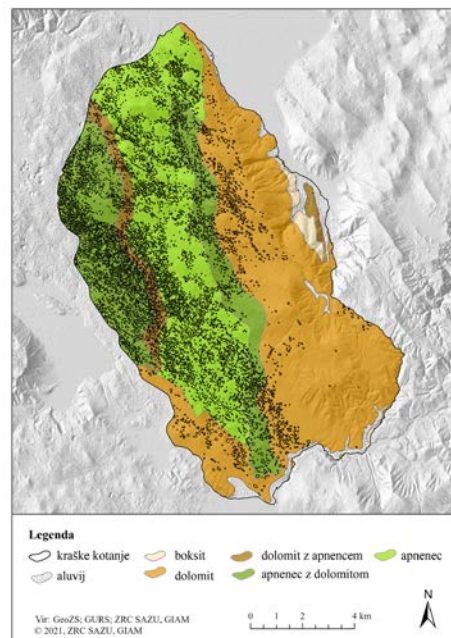 Legenda
kraške kotanje boksit dolomit z apnencem apnenec
aluvij dolomit apnenec z dolomitom
Vir: GeoZS; GURS; ZRC SAZU, GIAM
© 2021, ZRC SAZU, GIAM
0 2 4 km
N